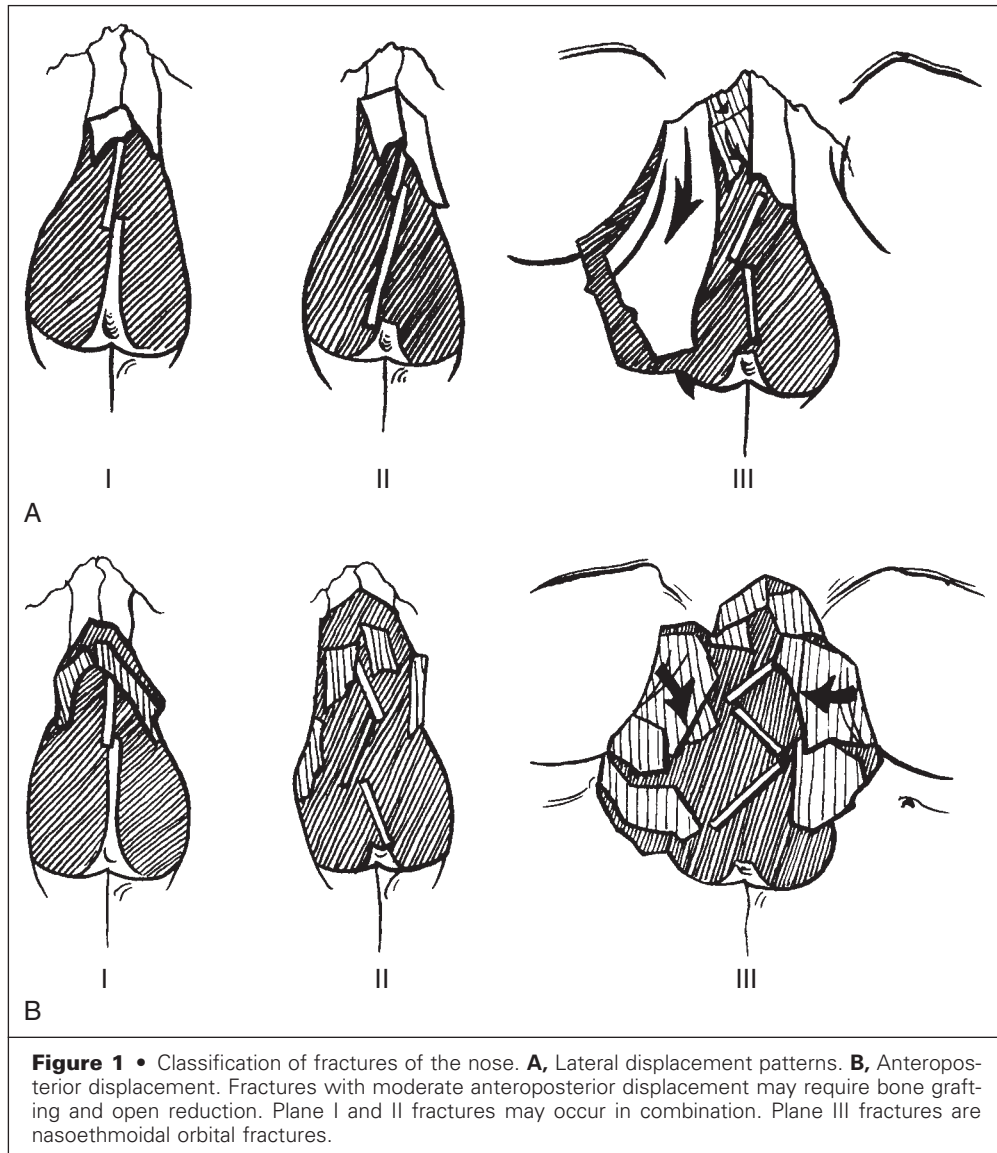 I II III
A
I II III
B
Figure 1 • Classification of fractures of the nose. A, Lateral displacement patterns. B, Anteropos-
terior displacement. Fractures with moderate anteroposterior displacement may require bone graft-
ing and open reduction. Plane I and II fractures may occur in combination. Plane III fractures are
nasoethmoidal orbital fractures.